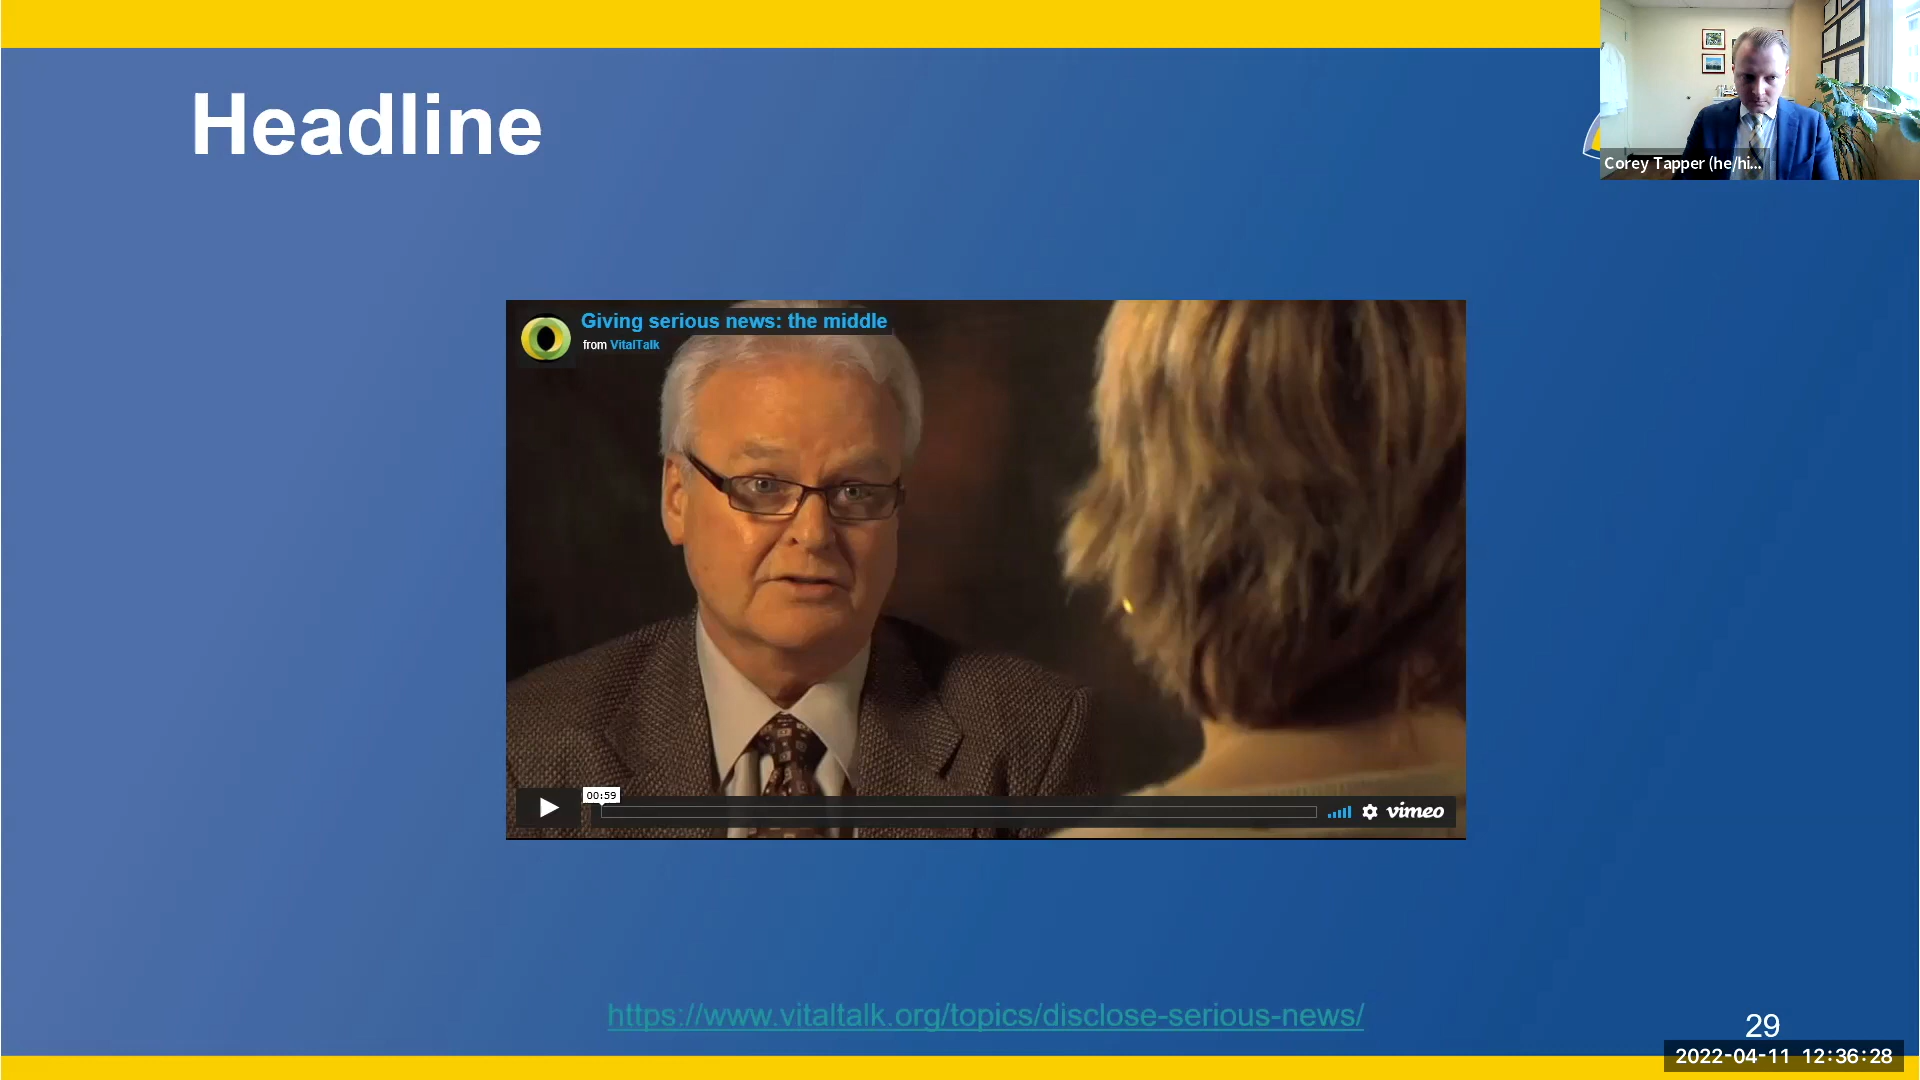 Headline
Corey Tapper (he/hi...
Giving serious news: the middle
from VitalTalk
00:59
vimeo
https://www.vitaltalk.org/topics/disclose-serious-news/
29
2022-04-11 12:36:28